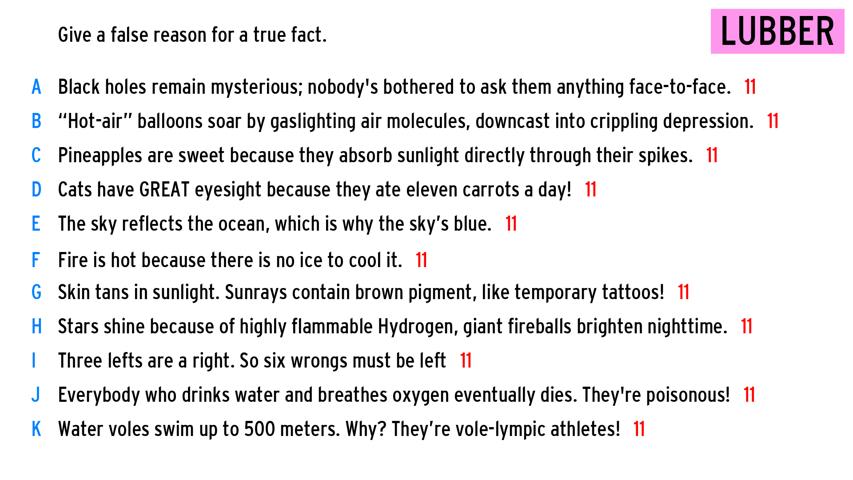 Give a false reason for a true fact.
LUBBER
A Black holes remain mysterious; nobody's bothered to ask them anything face-to-face. 11
B “Hot-air” balloons soar by gaslighting air molecules, downcast into crippling depression. 11
C Pineapples are sweet because they absorb sunlight directly through their spikes. 11
D Cats have GREAT eyesight because they ate eleven carrots a day! 11
E The sky reflects the ocean, which is why the sky’s blue. 11
F Fire is hot because there is no ice to cool it. 11
G Skin tans in sunlight. Sunrays contain brown pigment, like temporary tattoos! 11
H Stars shine because of highly flammable Hydrogen, giant fireballs brighten nighttime. 11
I Three lefts are a right. So six wrongs must be left 11
J Everybody who drinks water and breathes oxygen eventually dies. They're poisonous! 11
K Water voles swim up to 500 meters. Why? They’re vole-lympic athletes! 11